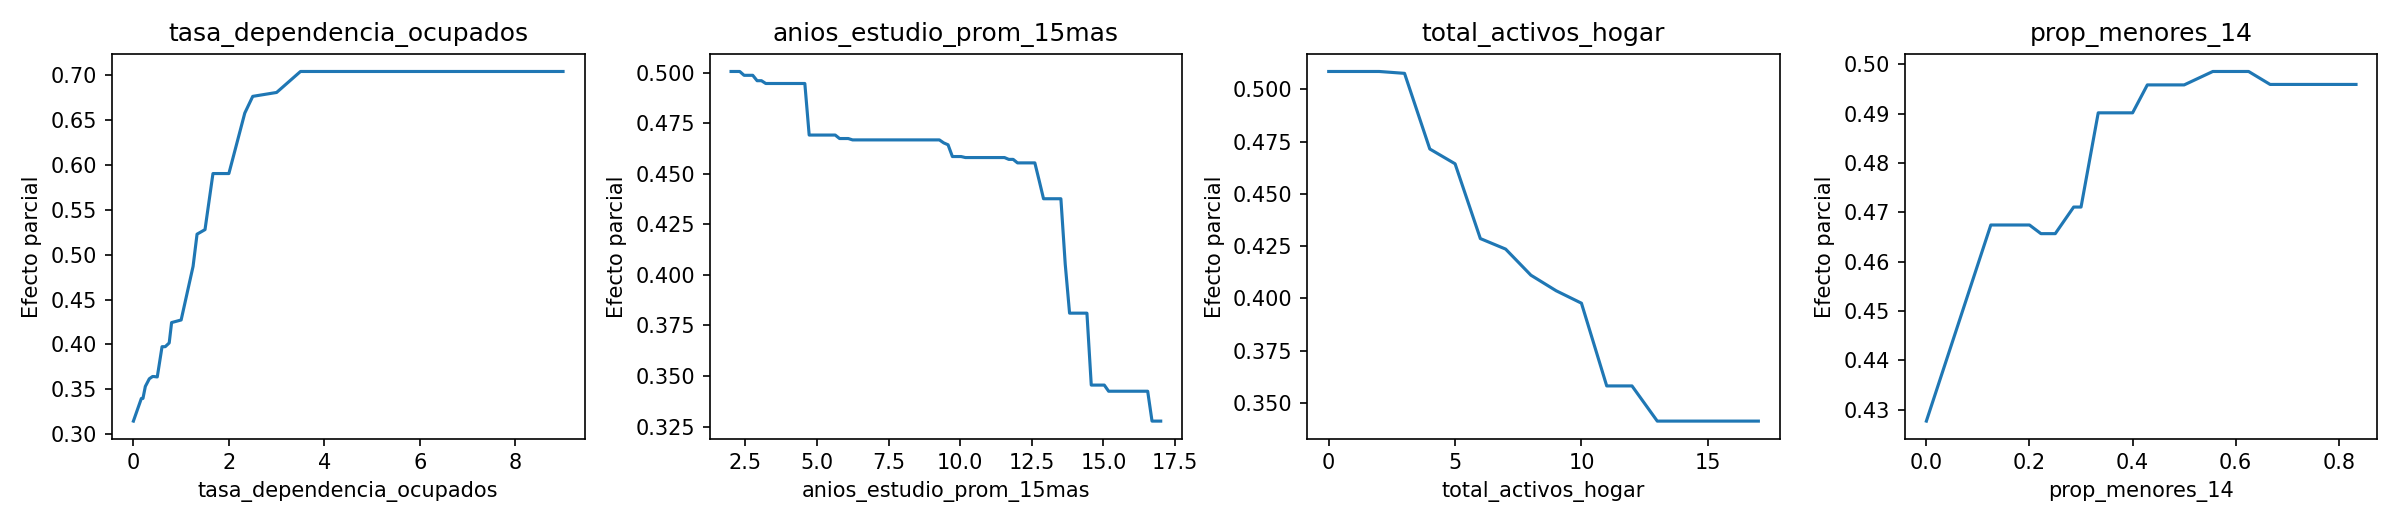 tasa_dependencia_ocupados
0.70
0.65
0.60
0.55
0.50
0.45
0.40
0.35
0.30
Efecto parcial
0 2 4 6 8
tasa_dependencia_ocupados
anios_estudio_prom_15mas
0.500
0.475
0.450
0.425
0.400
0.375
0.350
0.325
Efecto parcial
2.5 5.0 7.5 10.0 12.5 15.0 17.5
anios_estudio_prom_15mas
total_activos_hogar
0.500
0.475
0.450
0.425
0.400
0.375
0.350
Efecto parcial
0 5 10 15
total_activos_hogar
prop_menores_14
0.50
0.49
0.48
0.47
0.46
0.45
0.44
0.43
Efecto parcial
0.0 0.2 0.4 0.6 0.8
prop_menores_14